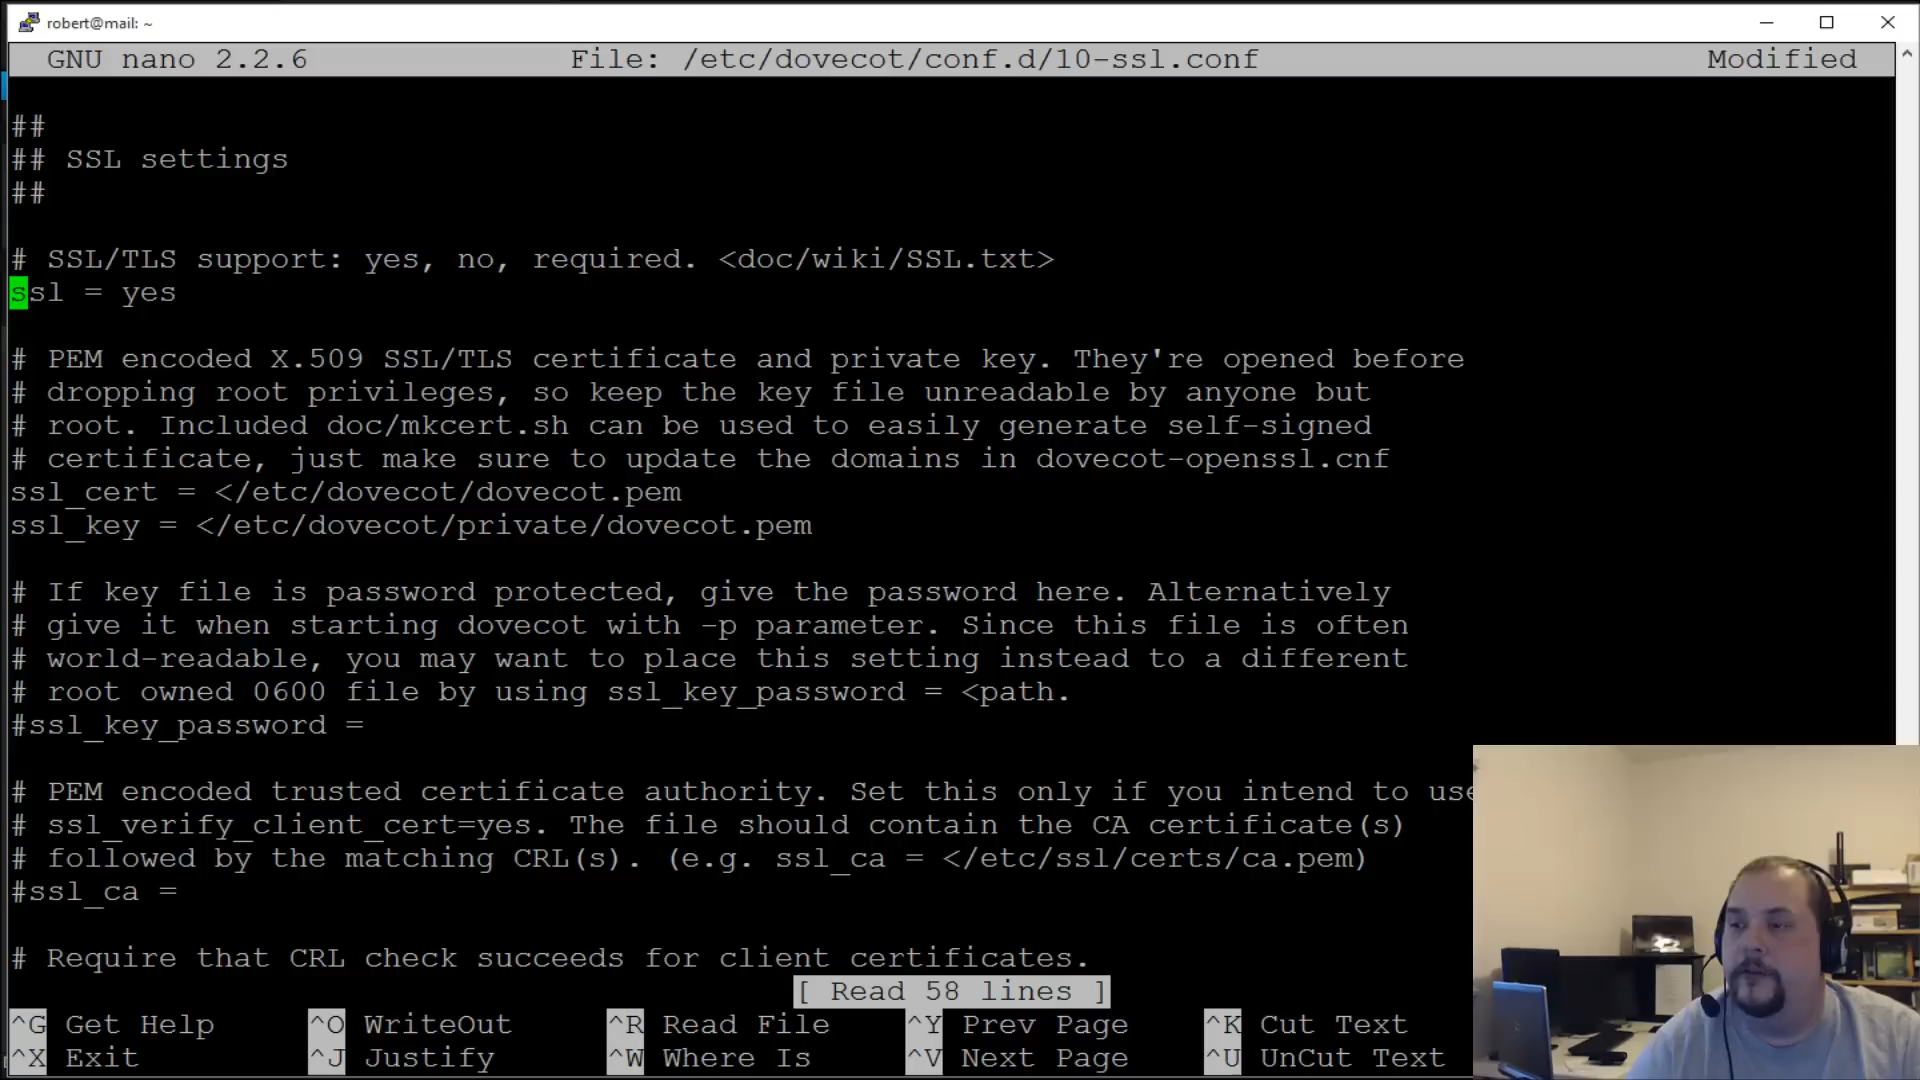 robert@mail: ~
GNU nano 2.2.6 File: /etc/dovecot/conf.d/10-ssl.conf Modified
##
## SSL settings
##
# SSL/TLS support: yes, no, required. <doc/wiki/SSL.txt>
ssl = yes
# PEM encoded X.509 SSL/TLS certificate and private key. They're opened before
# dropping root privileges, so keep the key file unreadable by anyone but
# root. Included doc/mkcert.sh can be used to easily generate self-signed
# certificate, just make sure to update the domains in dovecot-openssl.cnf
ssl_cert = </etc/dovecot/dovecot.pem
ssl_key = </etc/dovecot/private/dovecot.pem
# If key file is password protected, give the password here. Alternatively
# give it when starting dovecot with -p parameter. Since this file is often
# world-readable, you may want to place this setting instead to a different
# root owned 0600 file by using ssl_key_password = <path.
#ssl_key_password =
# PEM encoded trusted certificate authority. Set this only if you intend to use
# ssl_verify_client_cert=yes. The file should contain the CA certificate(s)
# followed by the matching CRL(s). (e.g. ssl_ca = </etc/ssl/certs/ca.pem)
#ssl_ca =
# Require that CRL check succeeds for client certificates.
[ Read 58 lines ]
^G Get Help ^O WriteOut ^R Read File ^Y Prev Page ^K Cut Text
^X Exit ^J Justify ^W Where Is ^V Next Page ^U UnCut Text